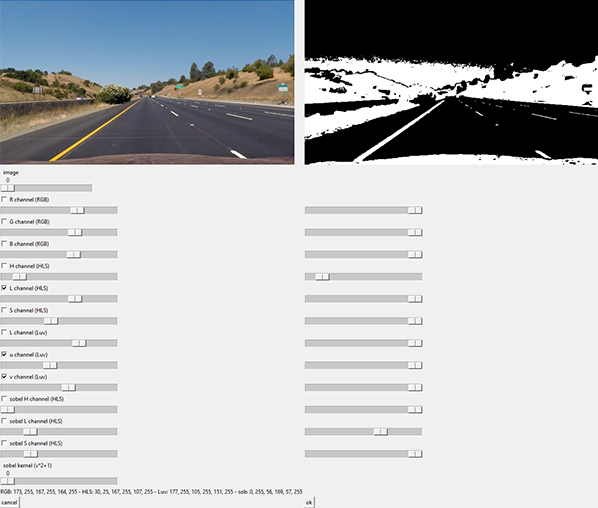 image
0
R channel (RGB)
G channel (RGB)
B channel (RGB)
H channel (HLS)
L channel (HLS)
S channel (HLS)
L channel (Luv)
u channel (Luv)
v channel (Luv)
sobel H channel (HLS)
sobel L channel (HLS)
sobel S channel (HLS)
sobel kernel (v*2+1)
0
RGB: 173, 255, 167, 255, 164, 255 - HLS: 30, 25, 167, 255, 107, 255 - Luv: 177, 255, 105, 255, 151, 255 - sob: 0, 255, 56, 169, 57, 255
cancel
ok